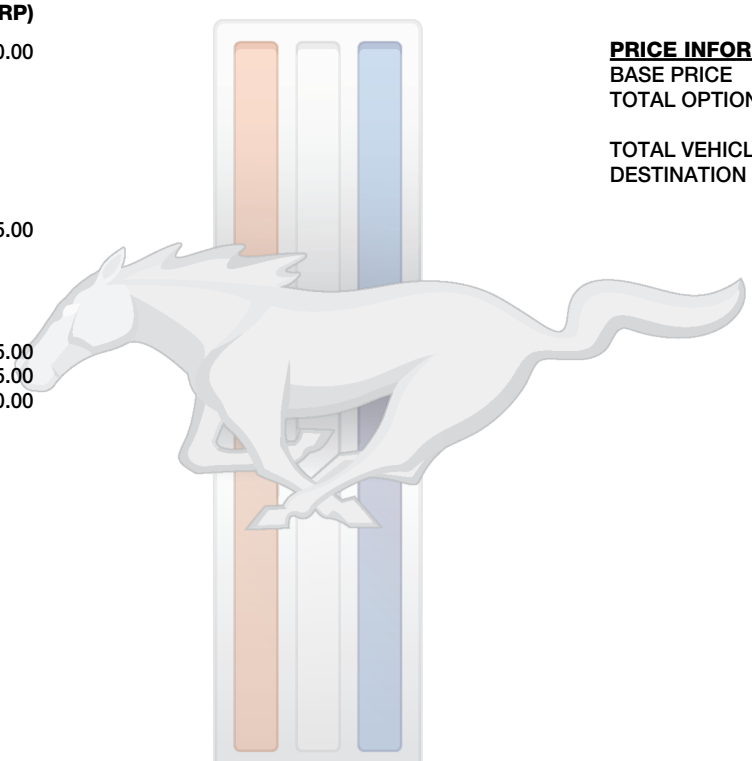 RP)
0.00
5.00
5.00
5.00
0.00
PRICE INFOR
BASE PRICE
TOTAL OPTION
TOTAL VEHICL
DESTINATION